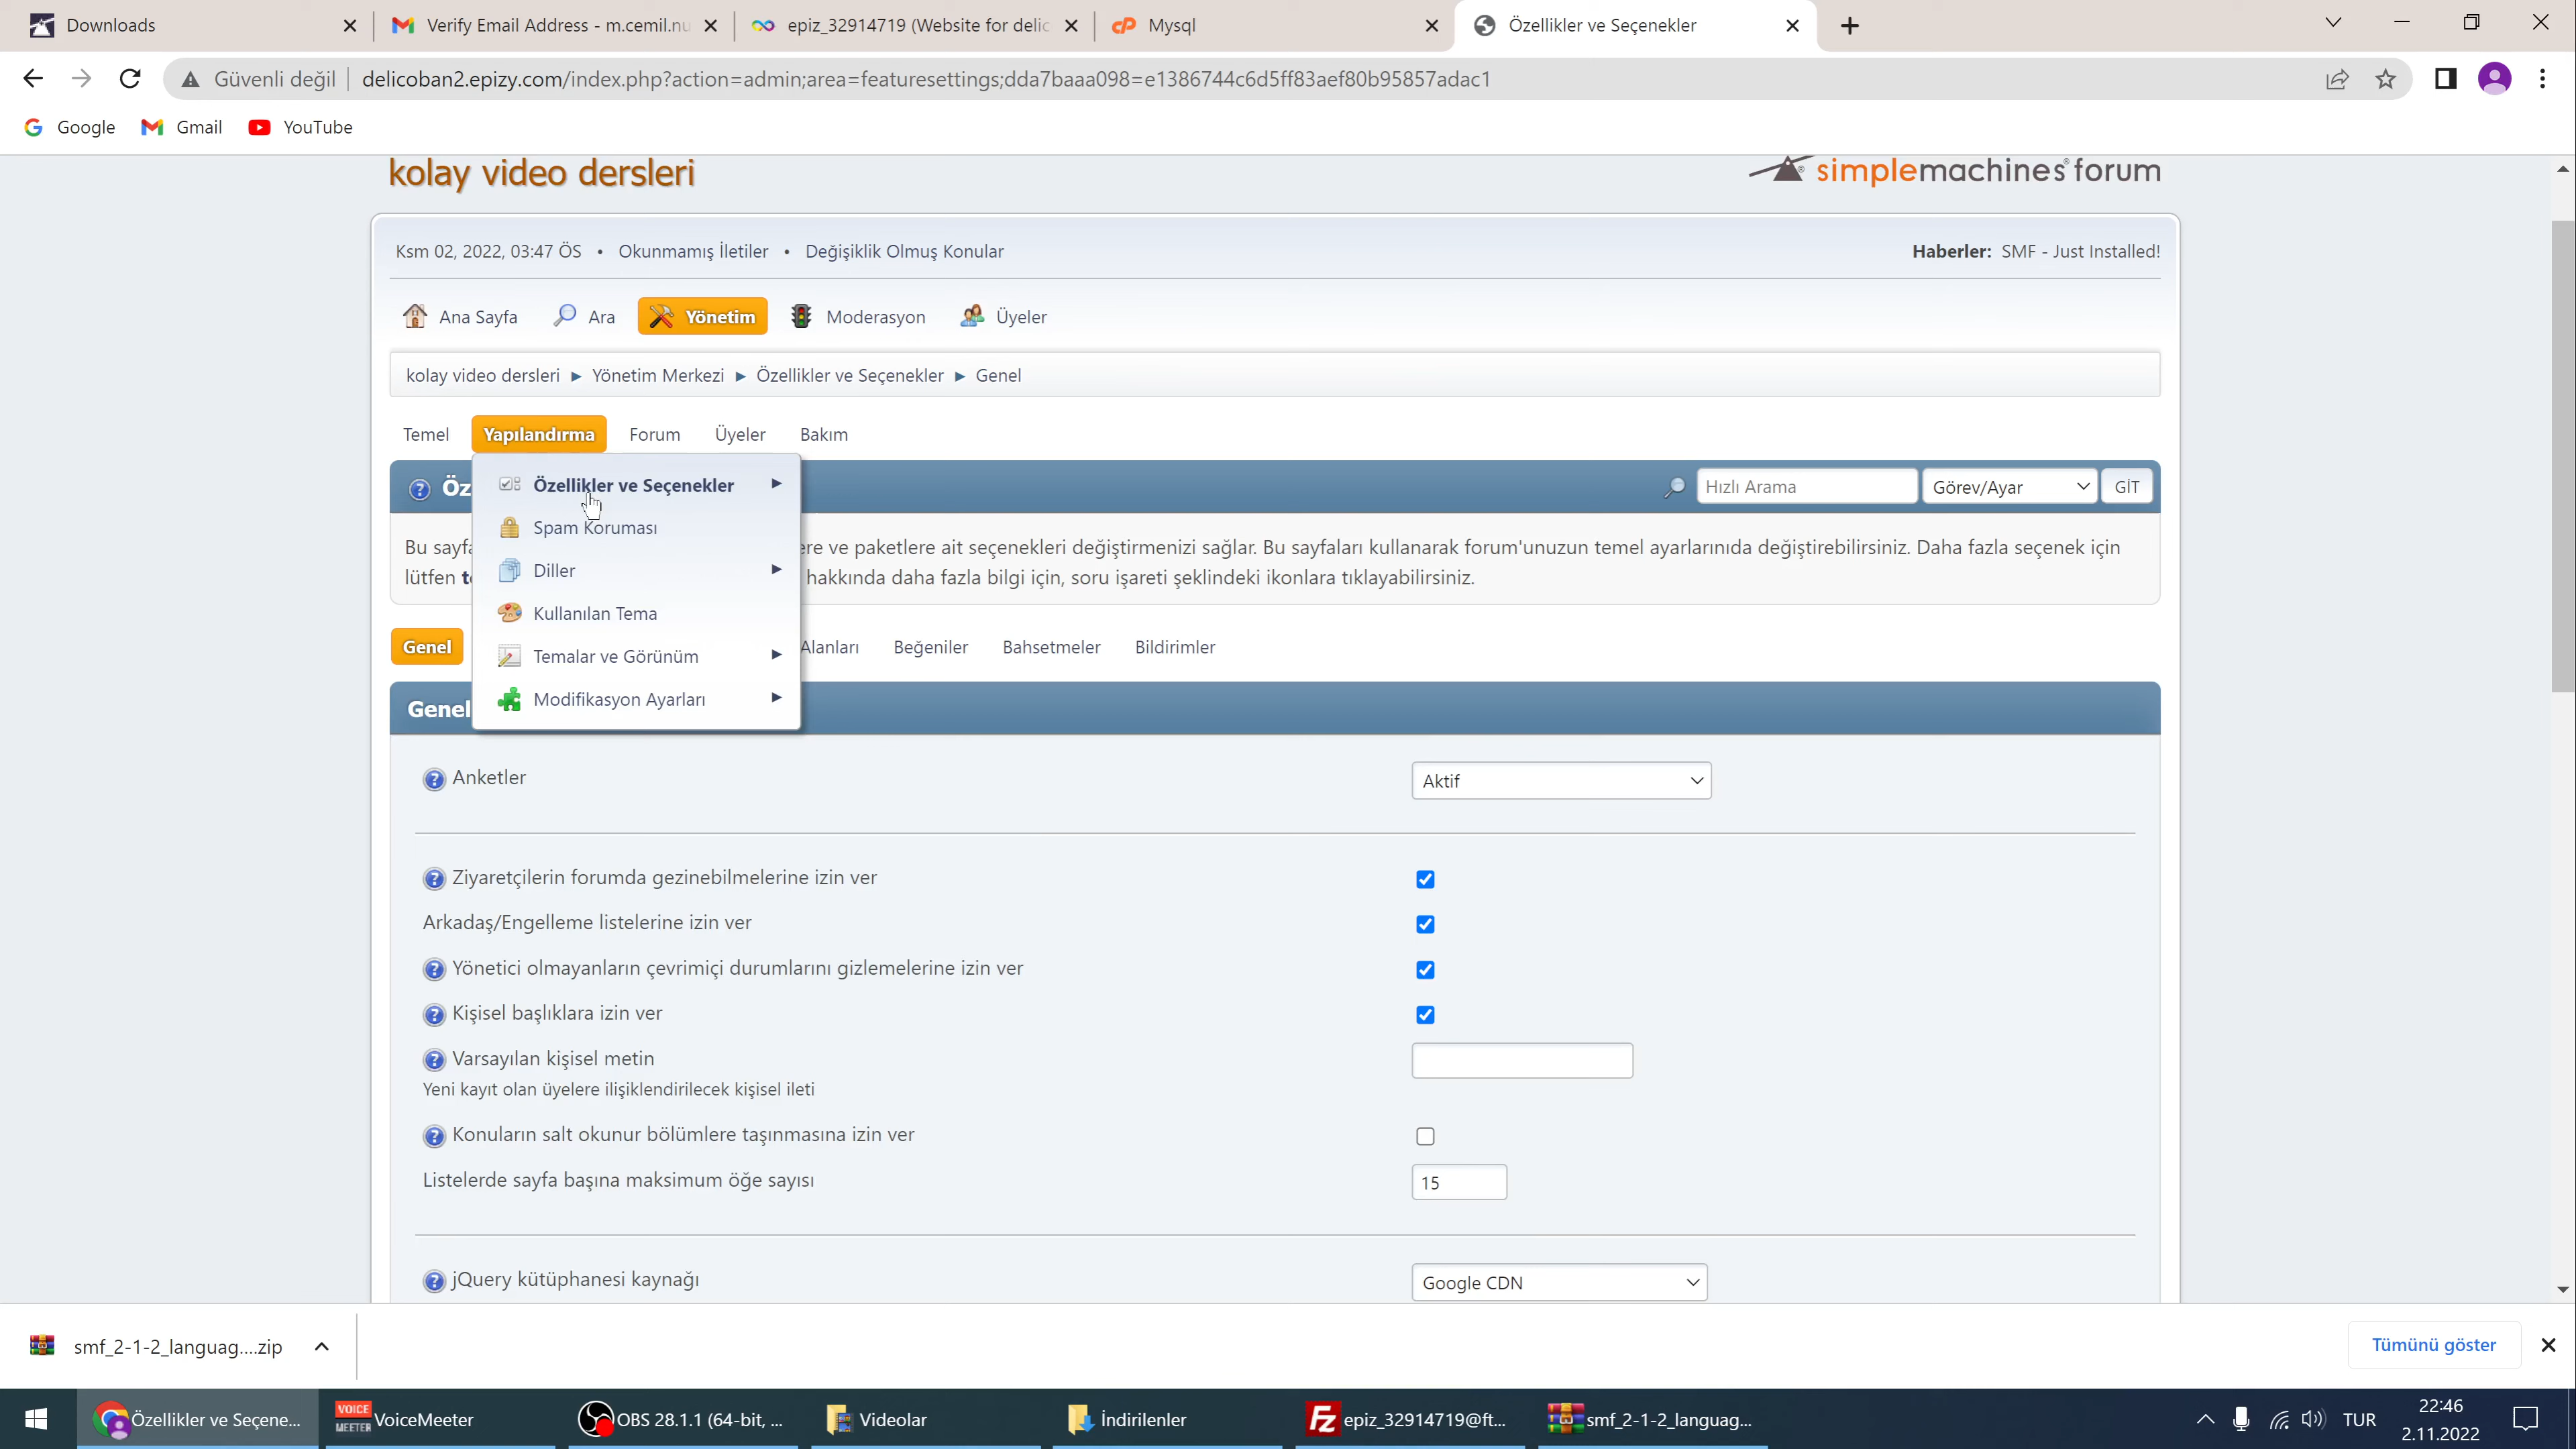 Downloads
Verify Email Address - m.cemil.nu
epiz_32914719 (Website for delic
Mysql
Özellikler ve Seçenekler
Güvenli değil
delicoban2.epizy.com/index.php?action=admin;area=featuresettings;dda7baaa098=e1386744c6d5ff83aef80b95857adac1
Google
Gmail
YouTube
kolay video dersleri
simplemachines forum
Ksm 02, 2022, 03:47 ÖS • Okunmamış İletiler • Değişiklik Olmuş Konular
Haberler: SMF - Just Installed!
Ana Sayfa
Ara
Yönetim
Moderasyon
Üyeler
kolay video dersleri ► Yönetim Merkezi ► Özellikler ve Seçenekler ► Genel
Temel
Yapılandırma
Forum
Üyeler
Bakım
Öz
Hızlı Arama
Görev/Ayar
GİT
Özellikler ve Seçenekler
Spam Koruması
Diller
Kullanılan Tema
Temalar ve Görünüm
Modifikasyon Ayarları
Bu sayfa
ere ve paketlere ait seçenekleri değiştirmenizi sağlar. Bu sayfaları kullanarak forum'unuzun temel ayarlarınıda değiştirebilirsiniz. Daha fazla seçenek için
lütfen
hakkında daha fazla bilgi için, soru işareti şeklindeki ikonlara tıklayabilirsiniz.
Genel
Alanları
Beğeniler
Bahsetmeler
Bildirimler
Genel
Anketler
Aktif
Ziyaretçilerin forumda gezinebilmelerine izin ver
Arkadaş/Engelleme listelerine izin ver
Yönetici olmayanların çevrimiçi durumlarını gizlemelerine izin ver
Kişisel başlıklara izin ver
Varsayılan kişisel metin
Yeni kayıt olan üyelere ilişiklendirilecek kişisel ileti
Konuların salt okunur bölümlere taşınmasına izin ver
Listelerde sayfa başına maksimum öğe sayısı
15
jQuery kütüphanesi kaynağı
Google CDN
smf_2-1-2_languag....zip
Tümünü göster
Özellikler ve Seçene...
VOICE MEETER
VoiceMeeter
OBS 28.1.1 (64-bit, ...
Videolar
İndirilenler
epiz_32914719@ft...
smf_2-1-2_languag...
TUR
22:46
2.11.2022